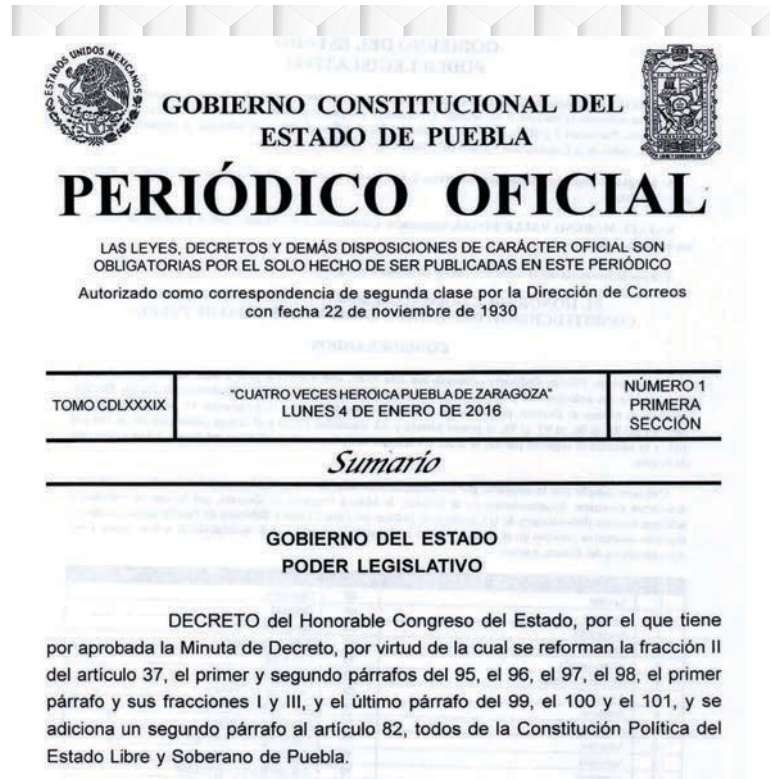 ESTADOS UNIDOS MEXICANOS
GOBIERNO CONSTITUCIONAL DEL
ESTADO DE PUEBLA
PERIÓDICO OFICIAL
LAS LEYES, DECRETOS Y DEMÁS DISPOSICIONES DE CARÁCTER OFICIAL SON
OBLIGATORIAS POR EL SOLO HECHO DE SER PUBLICADAS EN ESTE PERIÓDICO
Autorizado como correspondencia de segunda clase por la Dirección de Correos
con fecha 22 de noviembre de 1930
TOMO CDLXXXIX
"CUATRO VECES HEROICA PUEBLA DE ZARAGOZA"
LUNES 4 DE ENERO DE 2016
NÚMERO 1
PRIMERA
SECCIÓN
Sumario
GOBIERNO DEL ESTADO
PODER LEGISLATIVO
DECRETO del Honorable Congreso del Estado, por el que tiene
por aprobada la Minuta de Decreto, por virtud de la cual se reforman la fracción II
del artículo 37, el primer y segundo párrafos del 95, el 96, el 97, el 98, el primer
párrafo y sus fracciones I y III, y el último párrafo del 99, el 100 y el 101, y se
adiciona un segundo párrafo al artículo 82, todos de la Constitución Política del
Estado Libre y Soberano de Puebla.